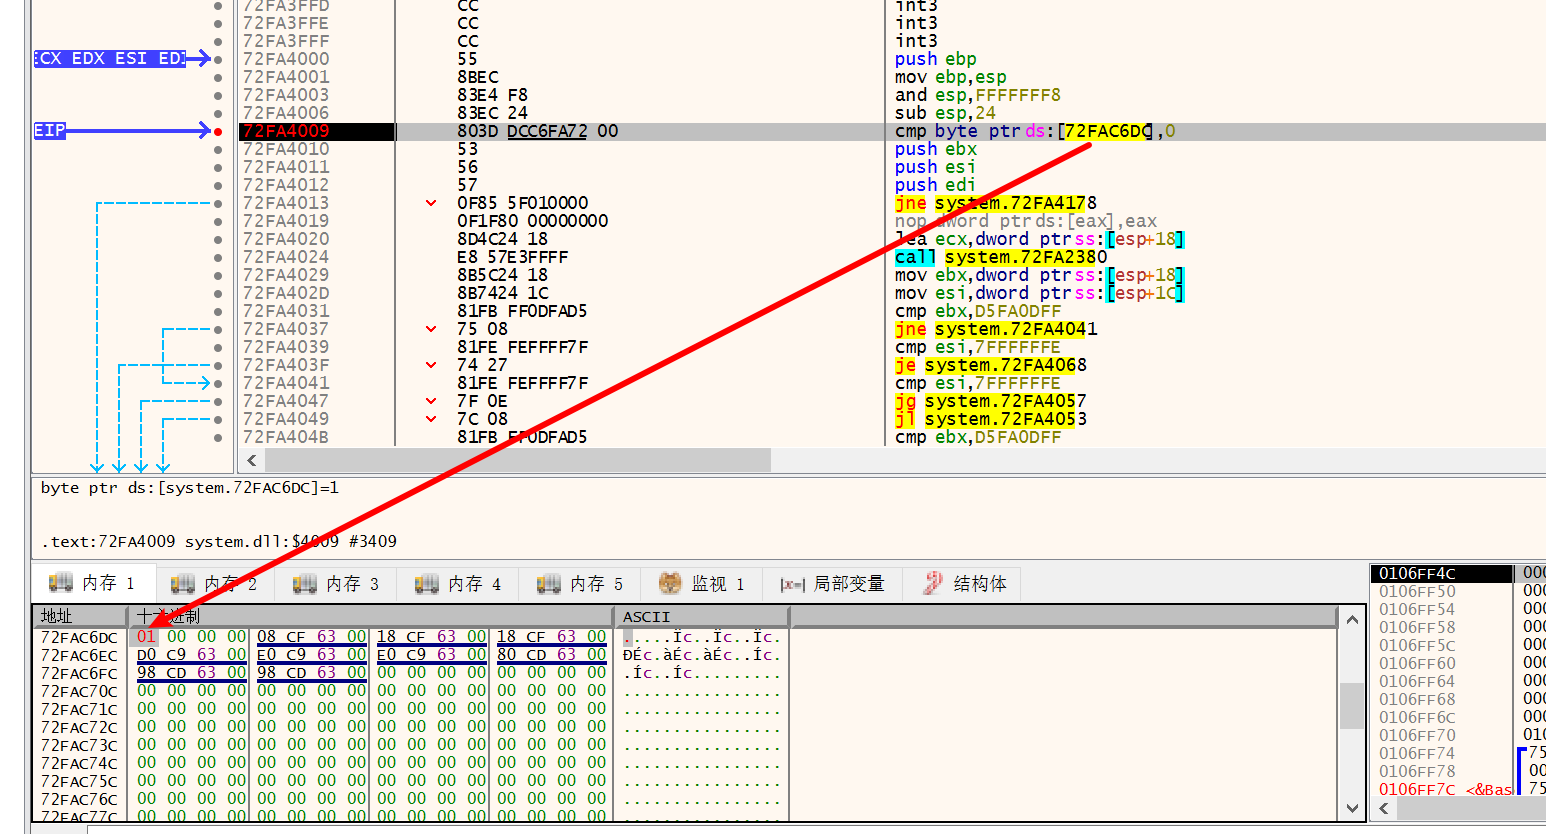 72FA3FFD CC int3
72FA3FFE CC int3
72FA3FFF CC int3
ECX EDX ESI EDI 72FA4000 55 push ebp
72FA4001 8BEC mov ebp,esp
72FA4003 83E4 F8 and esp,FFFFFFF8
72FA4006 83EC 24 sub esp,24
EIP 72FA4009 803D DCC6FA72 00 cmp byte ptr ds:[72FAC6DC],0
72FA4010 53 push ebx
72FA4011 56 push esi
72FA4012 57 push edi
72FA4013 0F85 5F010000 jne system.72FA4178
72FA4019 0F1F80 00000000 nop dword ptr ds:[eax],eax
72FA4020 8D4C24 18 lea ecx,dword ptr ss:[esp+18]
72FA4024 E8 57E3FFFF call system.72FA2380
72FA4029 8B5C24 18 mov ebx,dword ptr ss:[esp+18]
72FA402D 8B7424 1C mov esi,dword ptr ss:[esp+1C]
72FA4031 81FB FF0DFAD5 cmp ebx,D5FA0DFF
72FA4037 75 08 jne system.72FA4041
72FA4039 81FE FEFFFF7F cmp esi,7FFFFFFE
72FA403F 74 27 je system.72FA4068
72FA4041 81FE FEFFFF7F cmp esi,7FFFFFFE
72FA4047 7F 0E jg system.72FA4057
72FA4049 7C 08 jl system.72FA4053
72FA404B 81FB FF0DFAD5 cmp ebx,D5FA0DFF
byte ptr ds:[system.72FAC6DC]=1
.text:72FA4009 system.dll:$4009 #3409
内存 1 内存 2 内存 3 内存 4 内存 5 监视 1 [x=] 局部变量 结构体
地址 十六进制 ASCII
72FAC6DC 01 00 00 00 08 CF 63 00 18 CF 63 00 18 CF 63 00 .....Ïc..Ïc..Ïc.
72FAC6EC D0 C9 63 00 E0 C9 63 00 E0 C9 63 00 80 CD 63 00 ÐÉc.àÉc.àÉc..Íc.
72FAC6FC 98 CD 63 00 98 CD 63 00 00 00 00 00 00 00 00 00 .Íc..Íc.........
72FAC70C 00 00 00 00 00 00 00 00 00 00 00 00 00 00 00 00 ................
72FAC71C 00 00 00 00 00 00 00 00 00 00 00 00 00 00 00 00 ................
72FAC72C 00 00 00 00 00 00 00 00 00 00 00 00 00 00 00 00 ................
72FAC73C 00 00 00 00 00 00 00 00 00 00 00 00 00 00 00 00 ................
72FAC74C 00 00 00 00 00 00 00 00 00 00 00 00 00 00 00 00 ................
72FAC75C 00 00 00 00 00 00 00 00 00 00 00 00 00 00 00 00 ................
72FAC76C 00 00 00 00 00 00 00 00 00 00 00 00 00 00 00 00 ................
72FAC77C 00 00 00 00 00 00 00 00 00 00 00 00 00 00 00 00 ................
0106FF4C 000
0106FF50 000
0106FF54 000
0106FF58 000
0106FF5C 000
0106FF60 000
0106FF64 000
0106FF68 000
0106FF6C 000
0106FF70 010
0106FF74 75
0106FF78 00
0106FF7C <&Bas 75